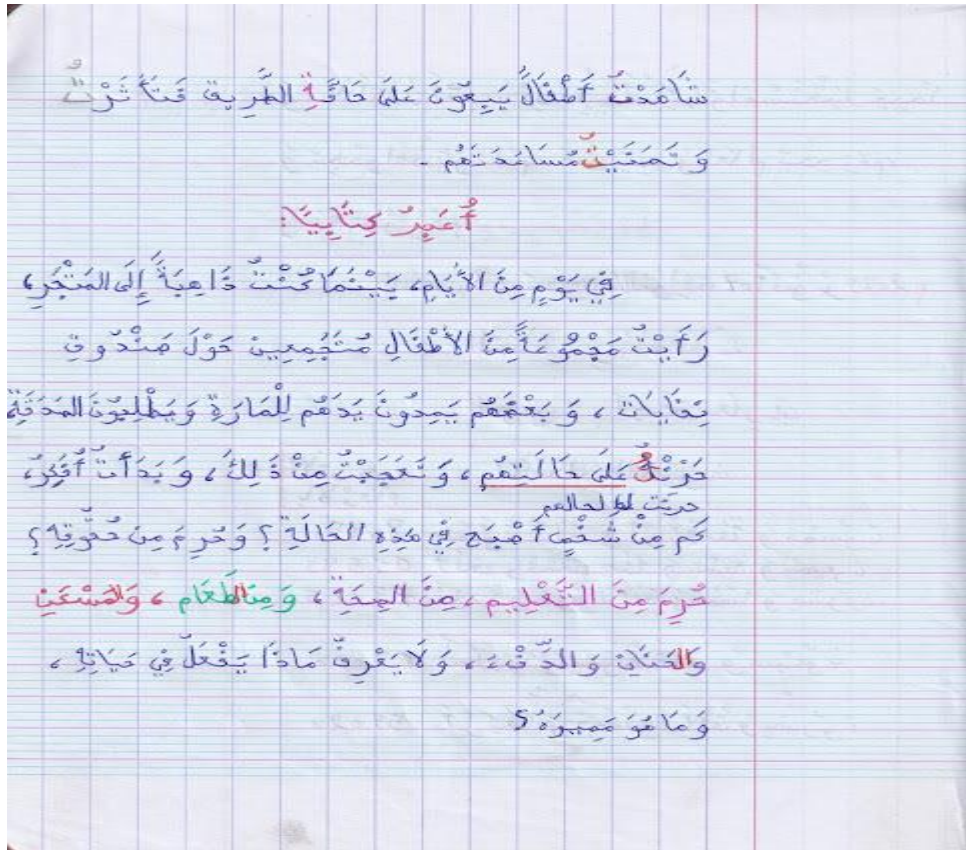 شَاهَدْتُ أَطْفَالً يَبِيعُونَ عَلَى حَافَةِ الطَّرِيقِ فَتَأَثَرْتُ
وَ تَمَنَيْتُ مُسَاعَدَتَهُم .
أُعَبِرُ كِتَابِيًا:
فِي يَوْمٍ مِنَ الأَيَامِ، بَيْنَمَا كُنْتُ ذَاهِبَةً إِلَى المَتْجَرِ،
رَأَيْتُ مَجْمُوعَةً مِنَ الأَطْفَالِ مُتَجَمِعِينَ حَوْلَ صَنْدُوقِ
نِفَايَات ، وَ بَعْضُهُم يَمِدُونَ يَدَهُم لِلْمَارَةِ وَ يَطْلِبُونَ الصَدَقَةِ
حَزِنْتُ عَلَى حَالَتِهُم ، وَ تَعَجَبْتُ مِنْ ذَلِكَ ، وَ بَدَأْتُ أُفَكِرُ،
حزنت لحالهم
كَم مِنْ شَخْصٍ أَصْبَحَ فِي هَذِهِ الحَالَةِ ؟ وَ حُرِمَ مِنَ حُقُوقِهِ ؟
حُرِمَ مِنَ التَعْلِيم ، مِنَ الصِحَةِ ، وَ مِنَ الطَعَام ، وَالمَسْكَنِ
وَالحَنَانِ وَ الدِفْءَ ، وَ لَا يَعْرِفُ مَاذَا يَفْعَلُ فِي حَيَاتِهِ ،
وَ مَا هُوَ مَصِيرَهُ ؟